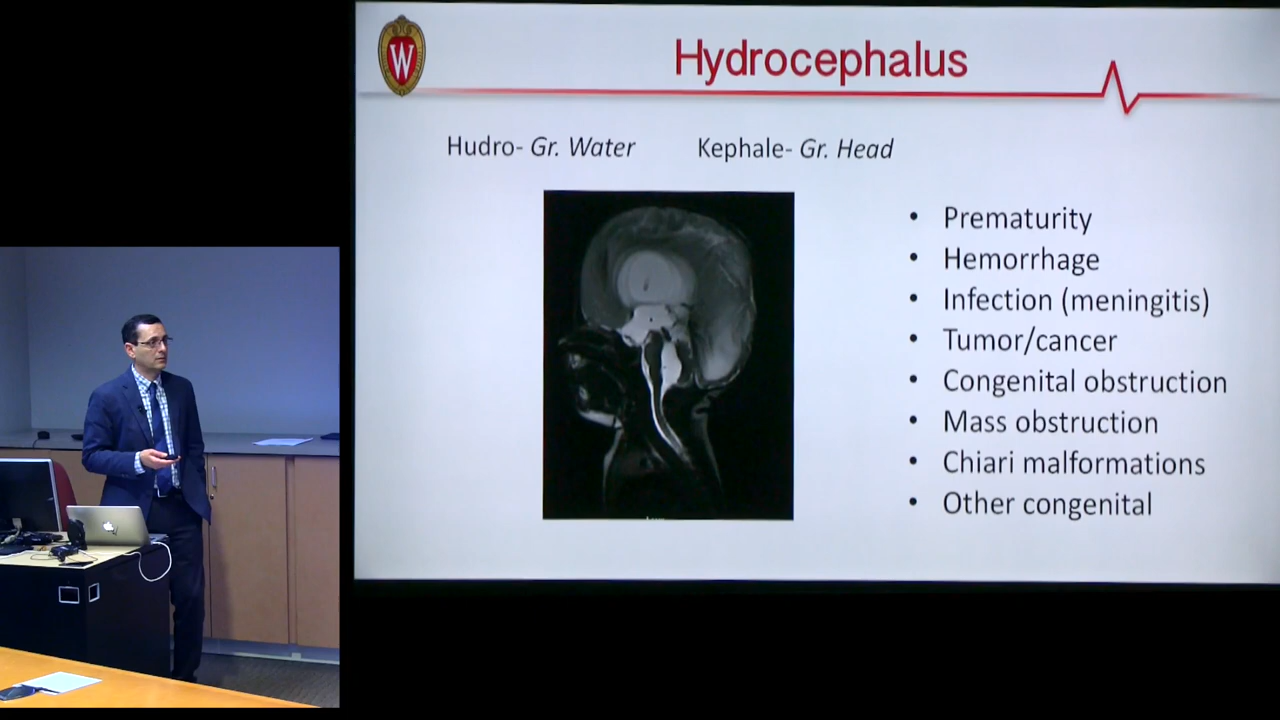 W
Hydrocephalus
Hudro- Gr. Water Kephale- Gr. Head
• Prematurity
• Hemorrhage
• Infection (meningitis)
• Tumor/cancer
• Congenital obstruction
• Mass obstruction
• Chiari malformations
• Other congenital